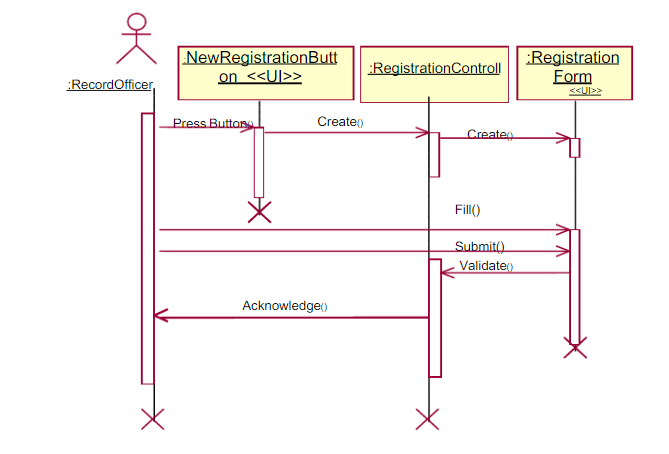 :RecordOfficer
:NewRegistrationButt
on <<UI>>
:RegistrationControll
:Registration
Form
<<UI>>
Press Button()
Create()
Create()
Fill()
Submit()
Validate()
Acknowledge()